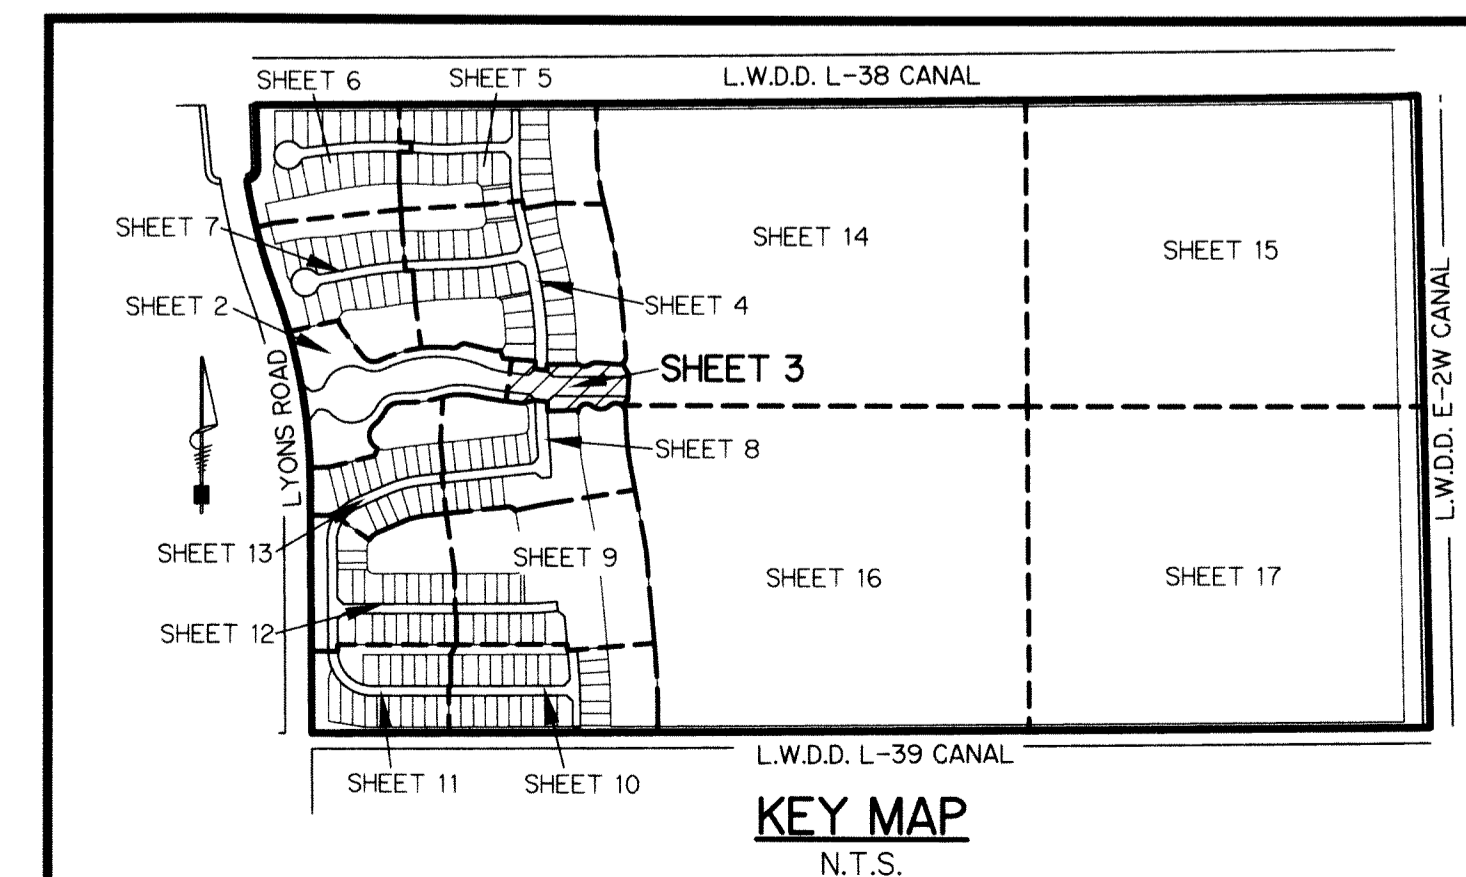 L.W.D.D. L-38 CANAL
SHEET 6
SHEET 5
SHEET 7
SHEET 14
SHEET 15
SHEET 2
SHEET 4
L.W.D.D. E-2W CANAL
LYONS ROAD
SHEET 3
SHEET 8
SHEET 13
SHEET 9
SHEET 16
SHEET 17
SHEET 12
L.W.D.D. L-39 CANAL
SHEET 11
SHEET 10
KEY MAP
N.T.S.